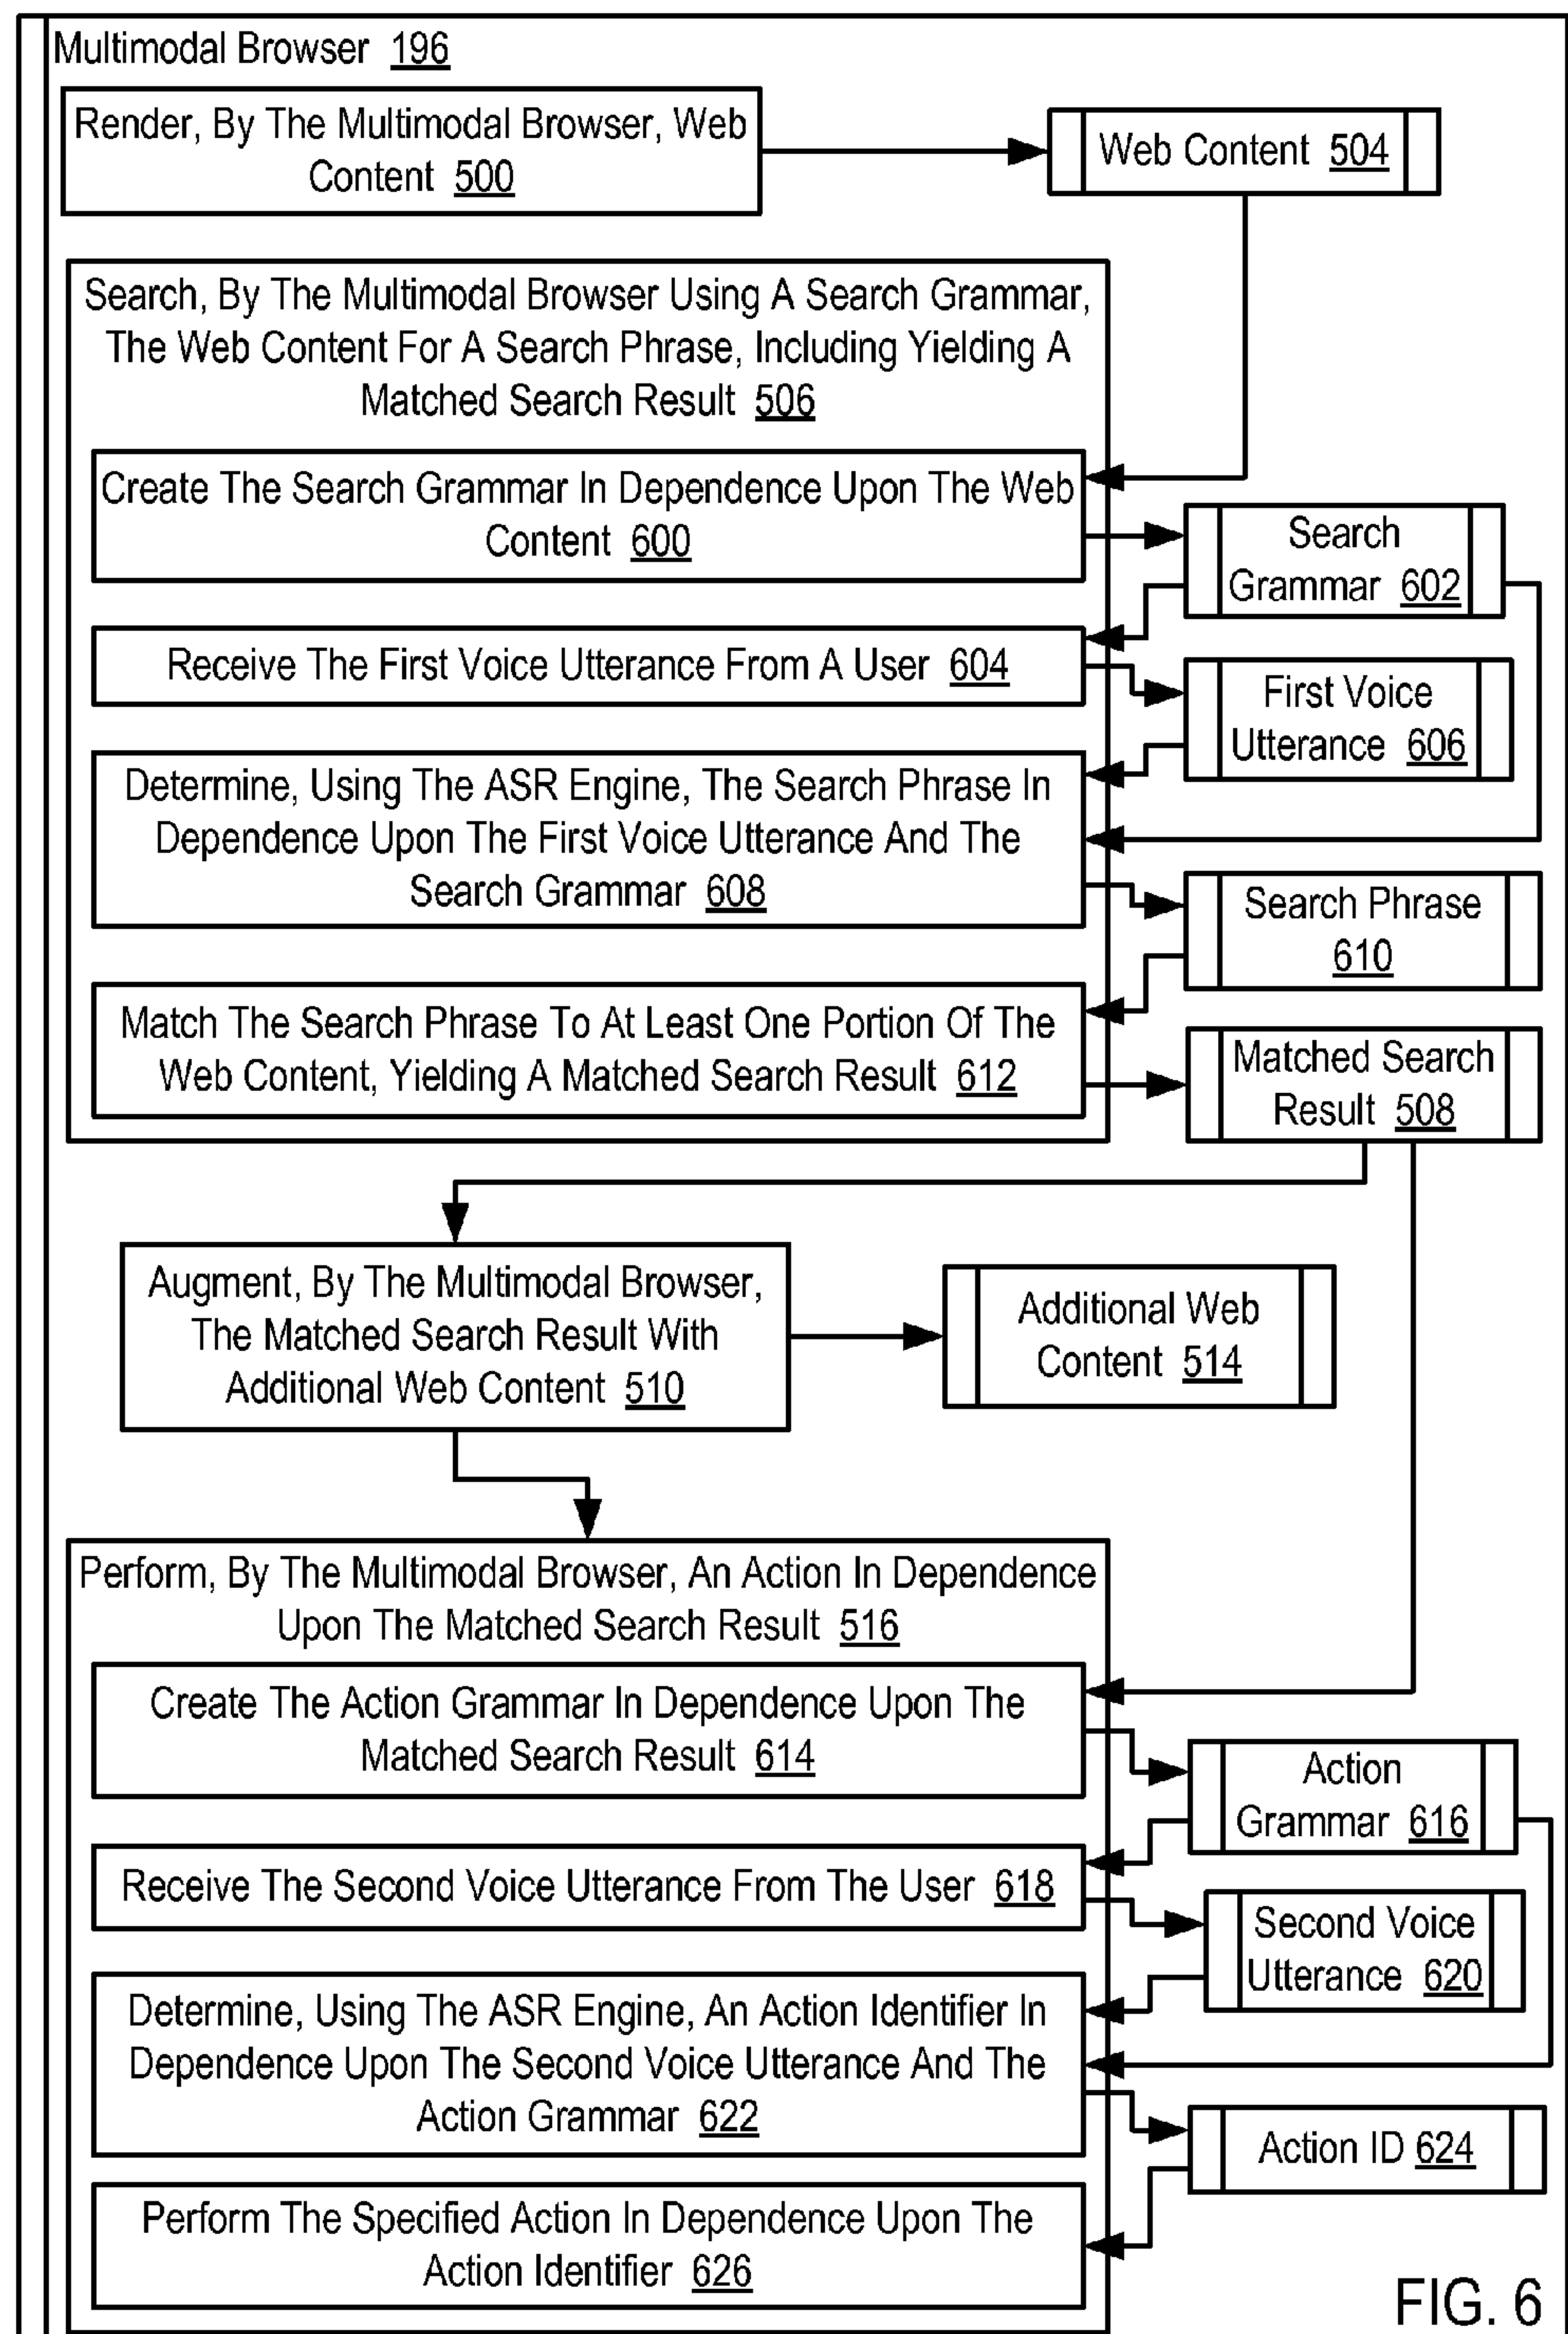 Multimodal Browser 196
Render, By The Multimodal Browser, Web
Content 500
Web Content 504
Search, By The Multimodal Browser Using A Search Grammar,
The Web Content For A Search Phrase, Including Yielding A
Matched Search Result 506
Create The Search Grammar In Dependence Upon The Web
Content 600
Search
Grammar 602
Receive The First Voice Utterance From A User 604
First Voice
Utterance 606
Determine, Using The ASR Engine, The Search Phrase In
Dependence Upon The First Voice Utterance And The
Search Grammar 608
Search Phrase
610
Match The Search Phrase To At Least One Portion Of The
Web Content, Yielding A Matched Search Result 612
Matched Search
Result 508
Augment, By The Multimodal Browser,
The Matched Search Result With
Additional Web Content 510
Additional Web
Content 514
Perform, By The Multimodal Browser, An Action In Dependence
Upon The Matched Search Result 516
Create The Action Grammar In Dependence Upon The
Matched Search Result 614
Action
Grammar 616
Receive The Second Voice Utterance From The User 618
Second Voice
Utterance 620
Determine, Using The ASR Engine, An Action Identifier In
Dependence Upon The Second Voice Utterance And The
Action Grammar 622
Action ID 624
Perform The Specified Action In Dependence Upon The
Action Identifier 626
FIG. 6